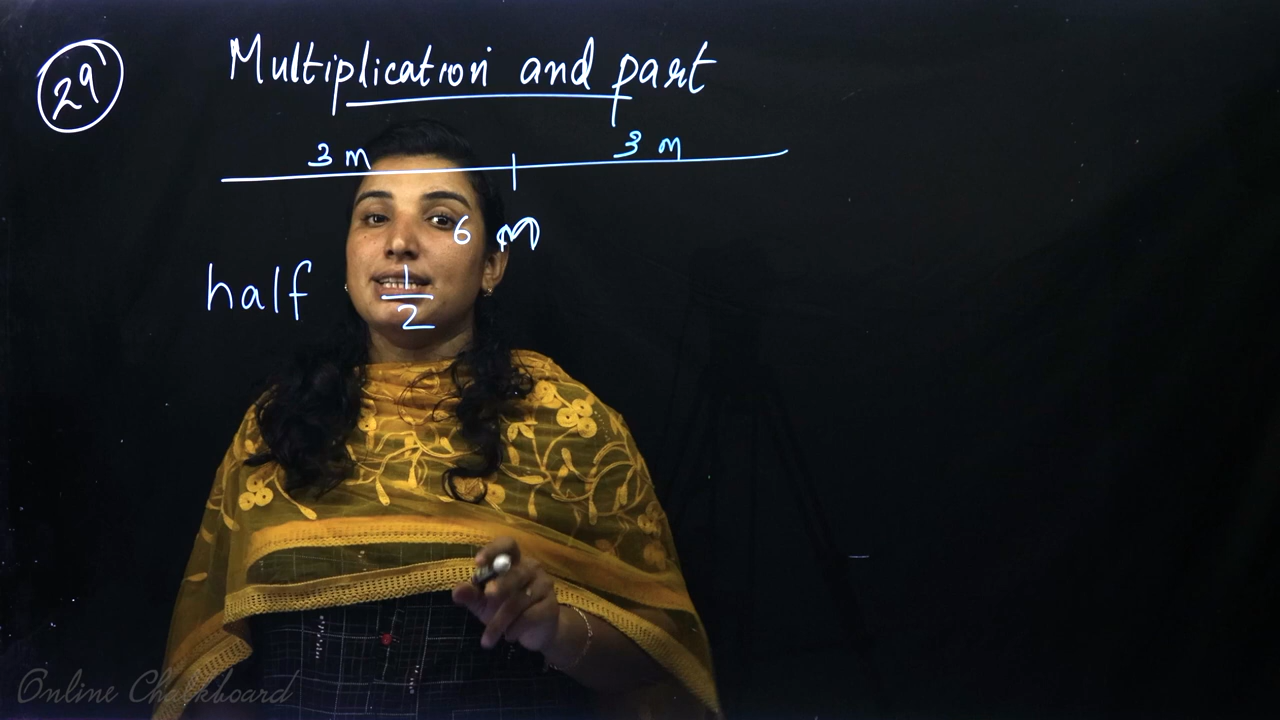 29
Multiplication and part
3 m 3 m
6 m
half 1/2
Online Chalkboard